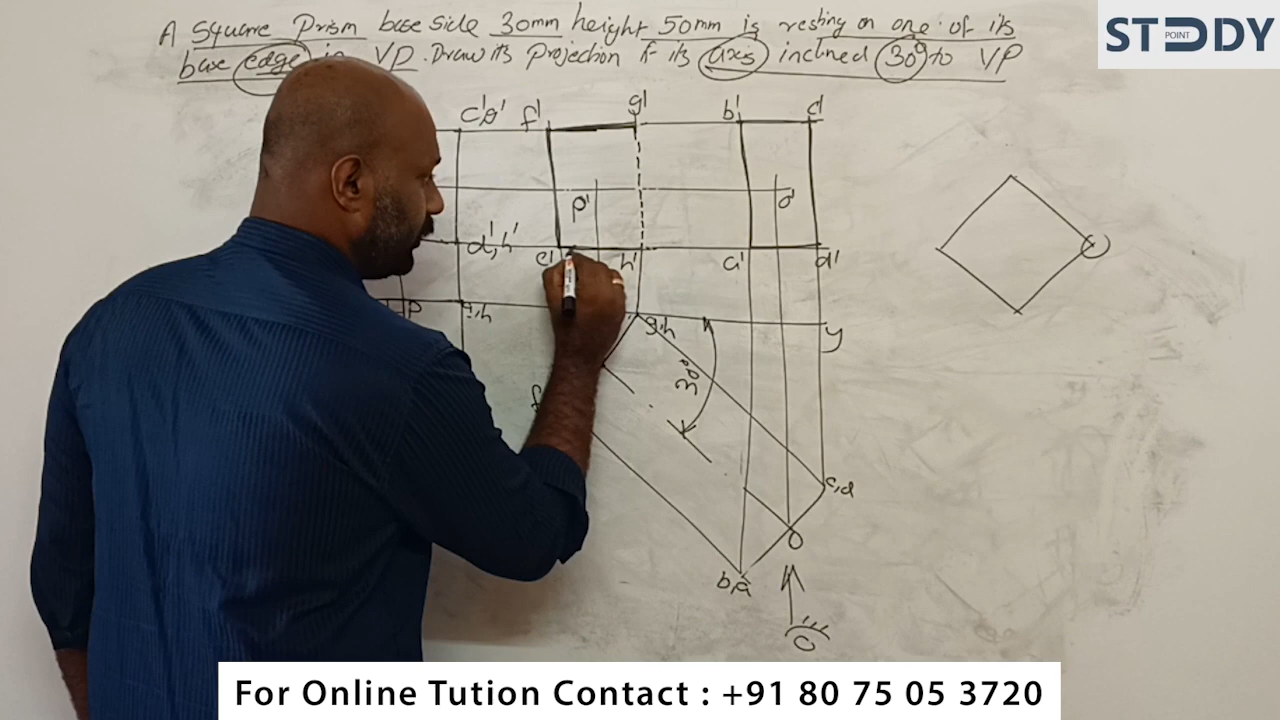 A Square Prism base side 30mm height 50mm is resting on one of its
base edge in VP. Draw its Projection if its axis inclined 30° to VP
STUDY
POINT
c'b' f' g' b' c'
p' o'
d', h' e' h' a' d'
P g, h g,h y
30°
f
c,d
o
b,a
For Online Tution Contact : +91 80 75 05 3720